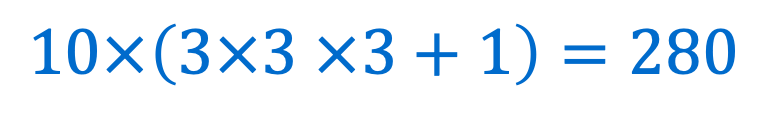 10×(3×3 ×3 + 1) = 280